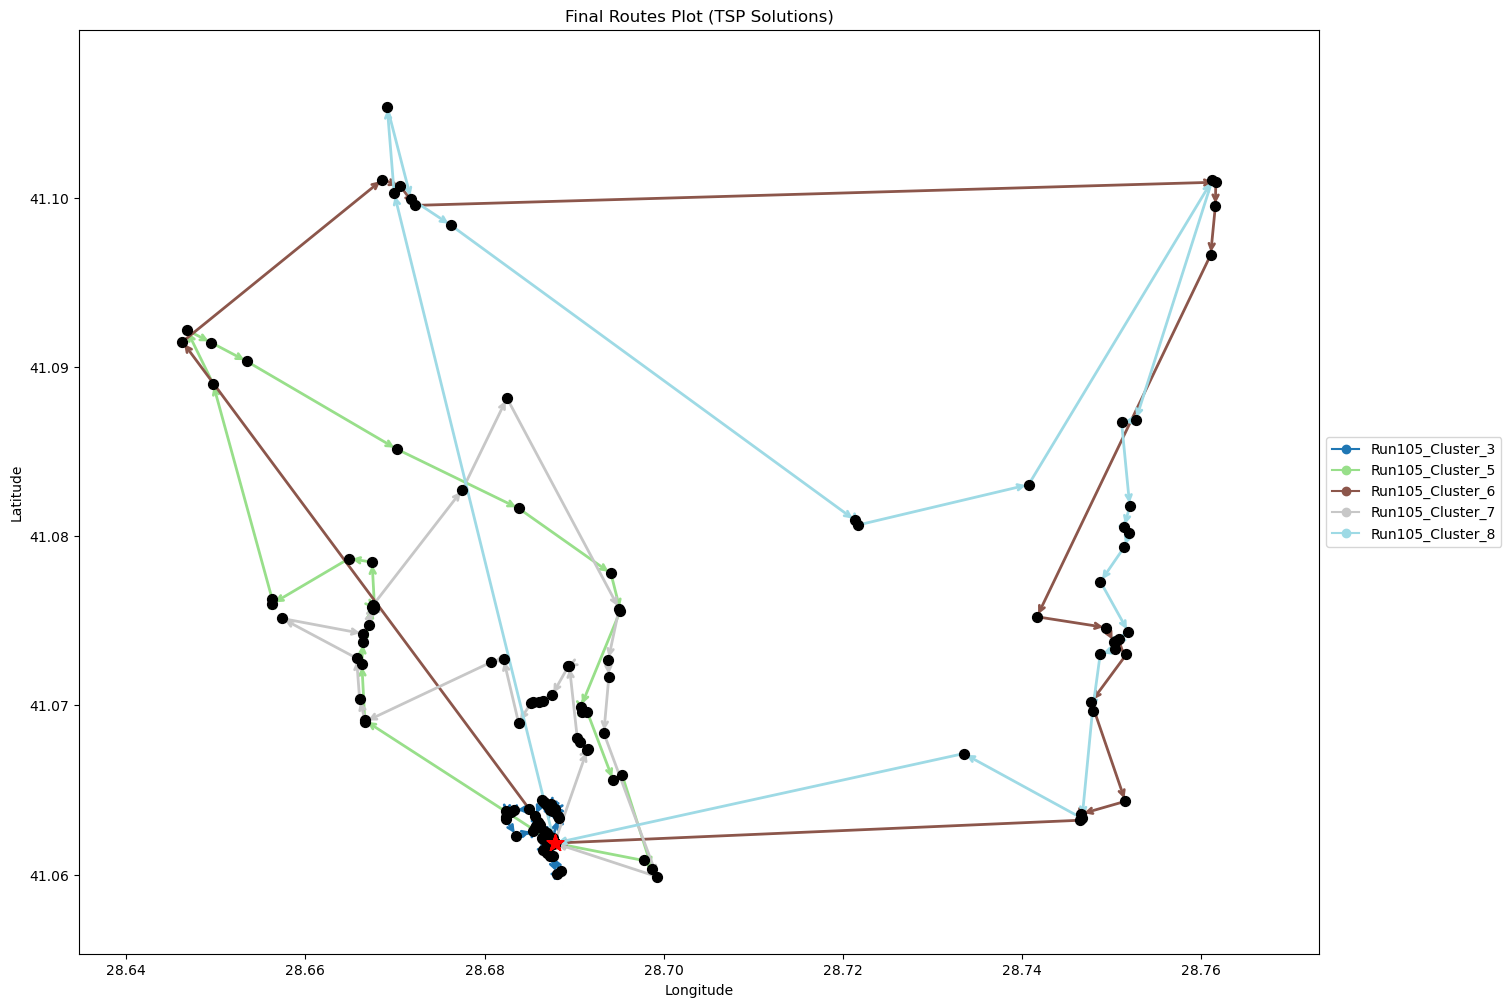 Final Routes Plot (TSP Solutions)
Latitude
41.10
41.09
41.08
41.07
41.06
28.64
28.66
28.68
28.70
28.72
28.74
28.76
Longitude
Run105_Cluster_3
Run105_Cluster_5
Run105_Cluster_6
Run105_Cluster_7
Run105_Cluster_8